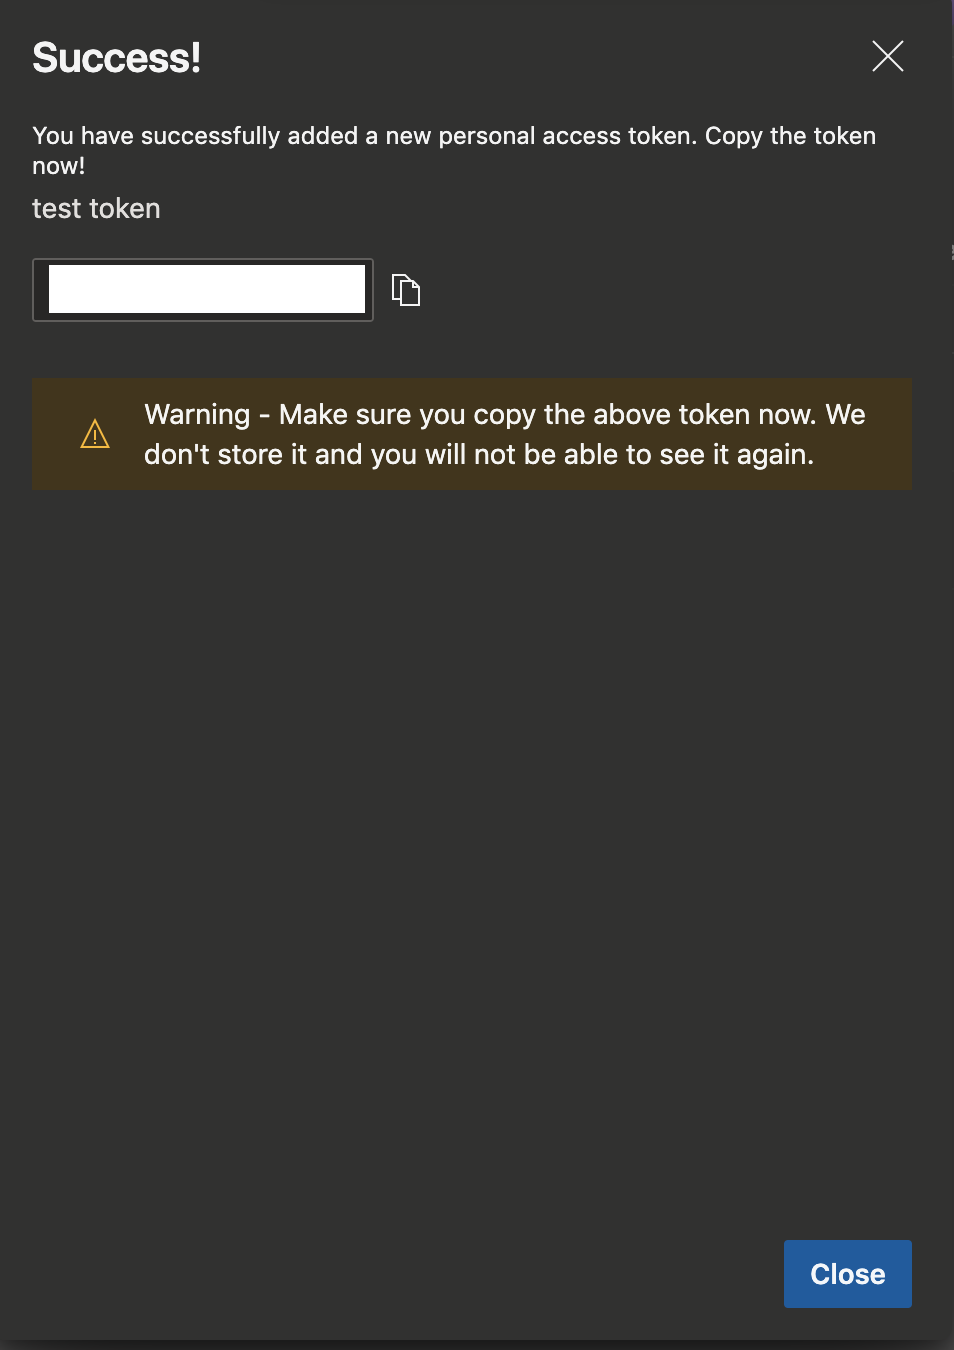 Success!
You have successfully added a new personal access token. Copy the token
now!
test token
Warning - Make sure you copy the above token now. We
don't store it and you will not be able to see it again.
Close